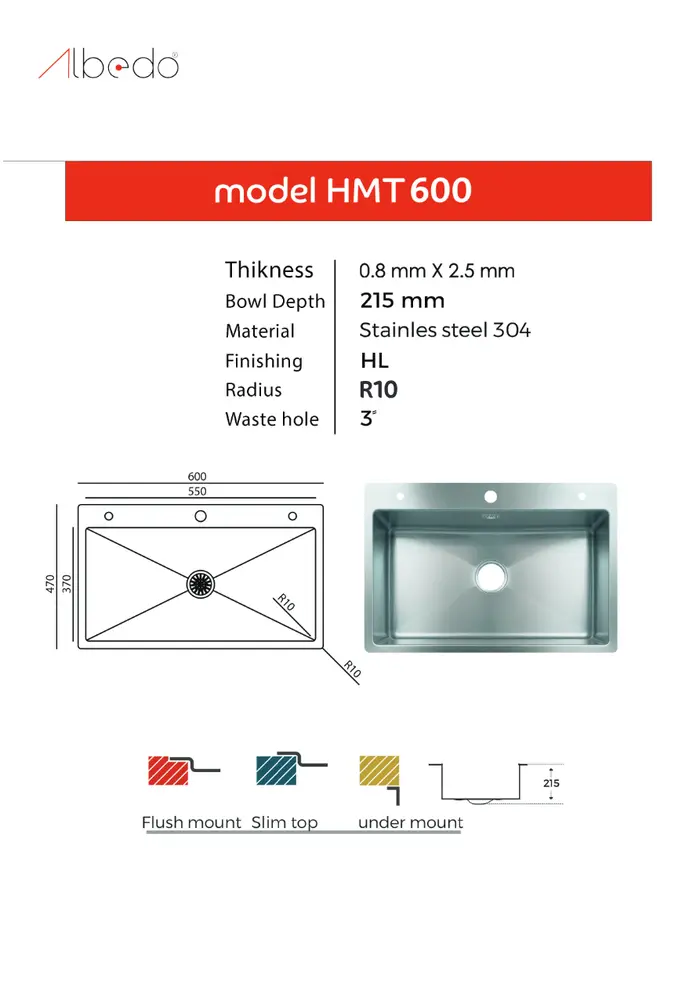 Albedo®
model HMT 600
Thikness 0.8 mm X 2.5 mm
Bowl Depth 215 mm
Material Stainles steel 304
Finishing HL
Radius R10
Waste hole 3"
600
550
470
370
R10
R10
215
Flush mount Slim top under mount